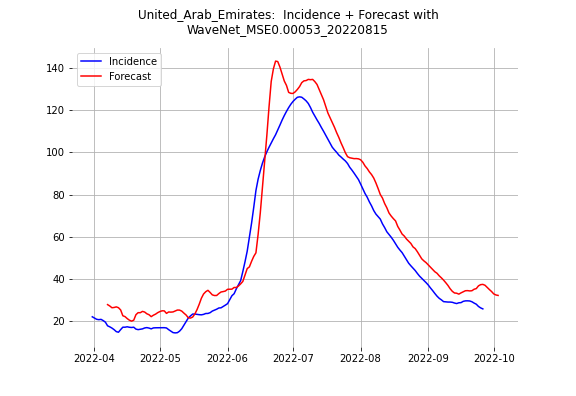 United_Arab_Emirates:  Incidence + Forecast with
WaveNet_MSE0.00053_20220815
Incidence
Forecast
140
120
100
80
60
40
20
2022-04 2022-05 2022-06 2022-07 2022-08 2022-09 2022-10